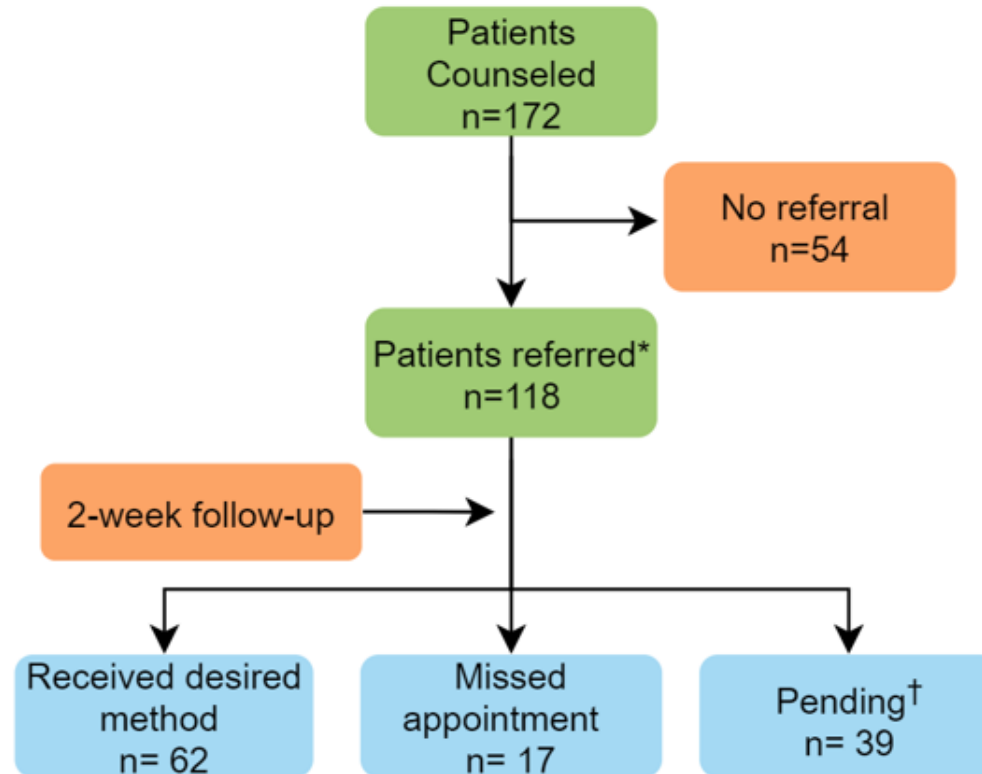 Patients
Counseled
n=172
No referral
n=54
Patients referred*
n=118
2-week follow-up
Received desired
method
n= 62
Missed
appointment
n= 17
Pending†
n= 39